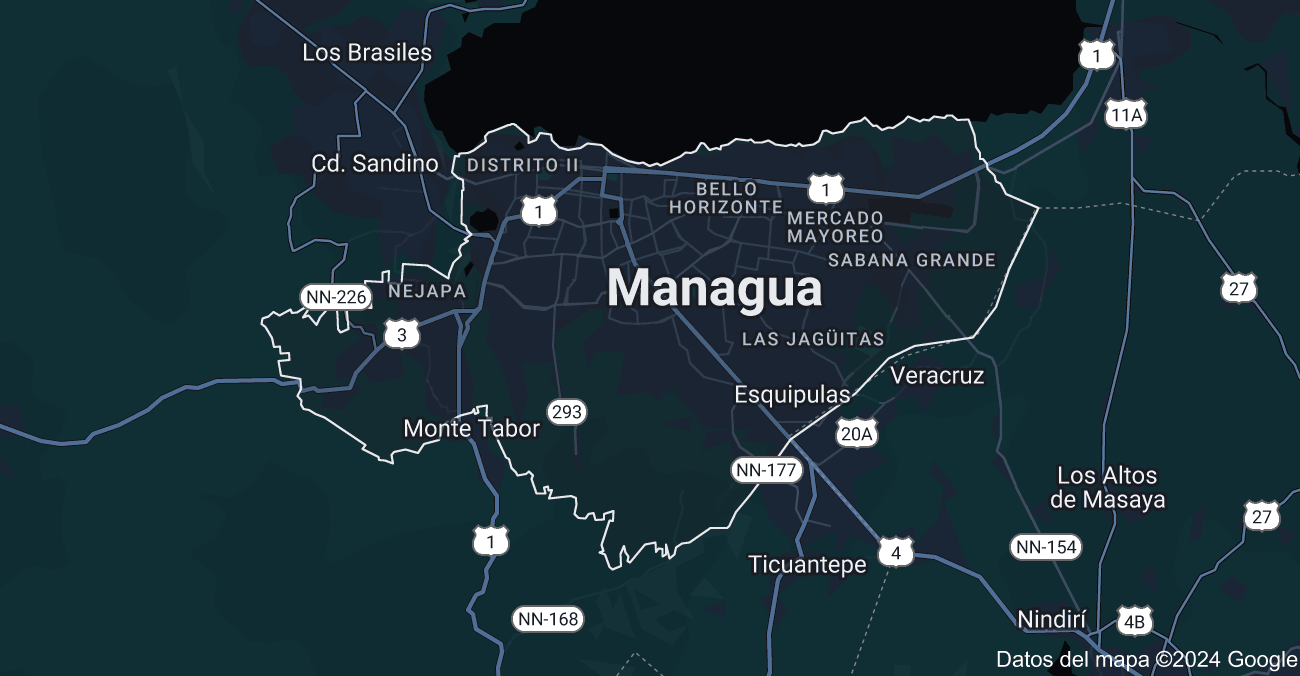 Los Brasiles
1
11A
Cd. Sandino
DISTRITO II
BELLO
HORIZONTE
1
1
MERCADO
MAYOREO
SABANA GRANDE
Managua
NN-226
NEJAPA
27
3
LAS JAGÜITAS
Veracruz
Esquipulas
293
Monte Tabor
20A
NN-177
Los Altos
de Masaya
27
1
4
NN-154
Ticuantepe
NN-168
Nindirí
4B
Datos del mapa ©2024 Google